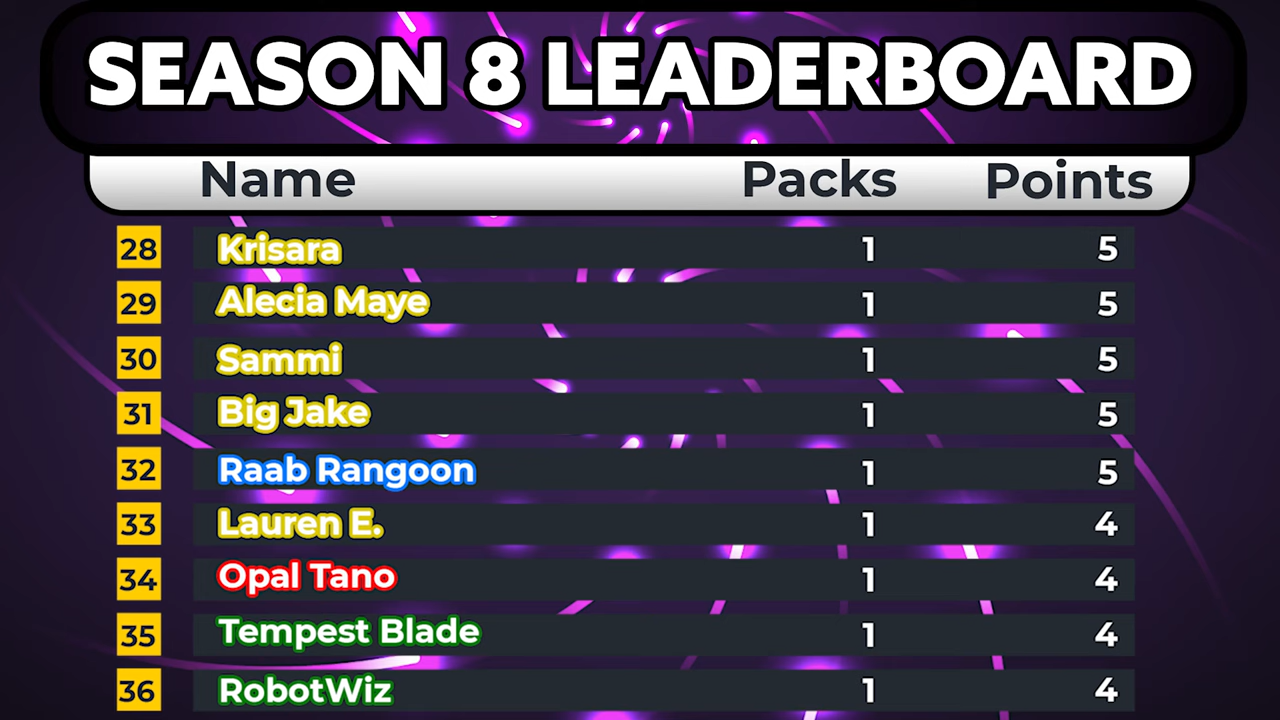 SEASON 8 LEADERBOARD
Name Packs Points
28 Krisara 1 5
29 Alecia Maye 1 5
30 Sammi 1 5
31 Big Jake 1 5
32 Raab Rangoon 1 5
33 Lauren E. 1 4
34 Opal Tano 1 4
35 Tempest Blade 1 4
36 RobotWiz 1 4